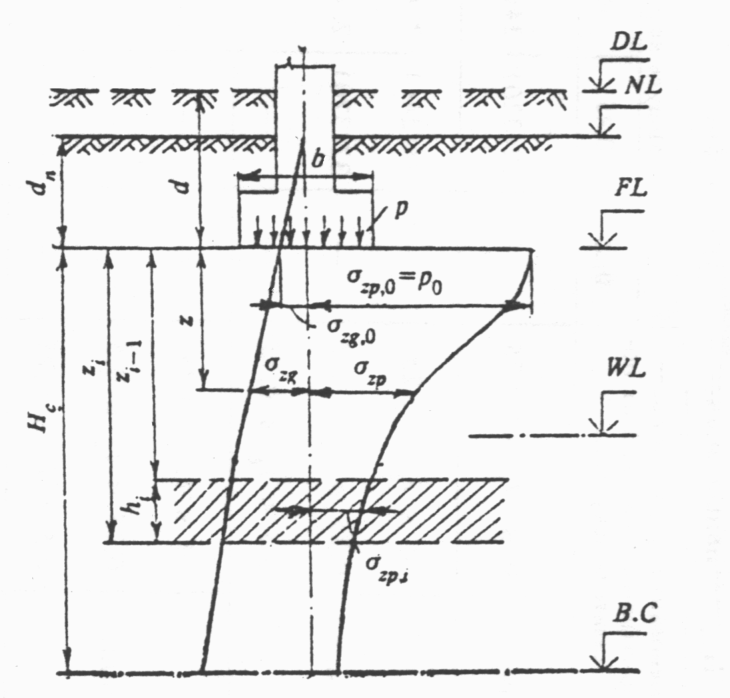 DL
NL
d_n
d
b
p
FL
σ_zp,0=p_0
σ_zg,0
z
z_i
z_i-1
σ_zg
σ_zp
WL
H_c
h_i
σ_zp,i
B.C